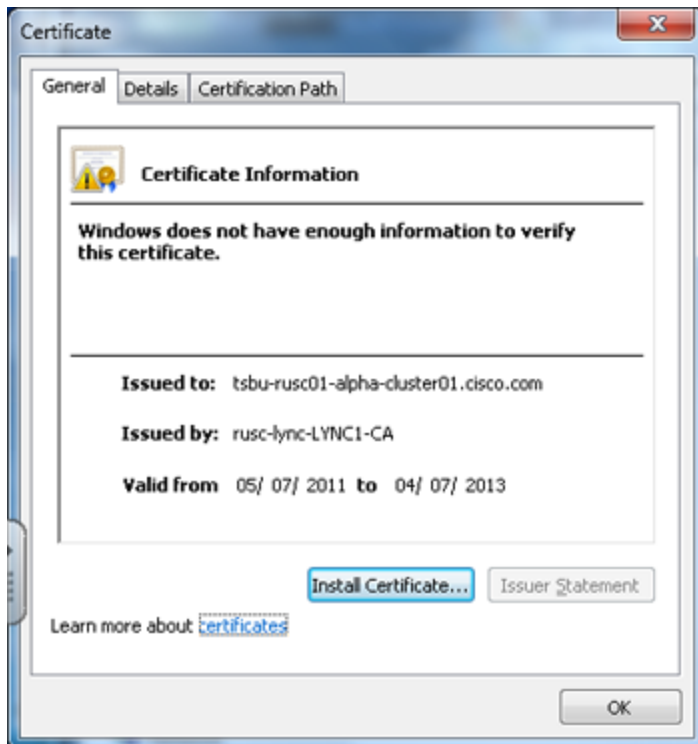 Certificate
General
Details
Certification Path
Certificate Information
Windows does not have enough information to verify
this certificate.
Issued to: tsbu-rusc01-alpha-cluster01.cisco.com
Issued by: rusc-lync-LYNC1-CA
Valid from 05/ 07/ 2011 to 04/ 07/ 2013
Install Certificate...
Issuer Statement
Learn more about certificates
OK